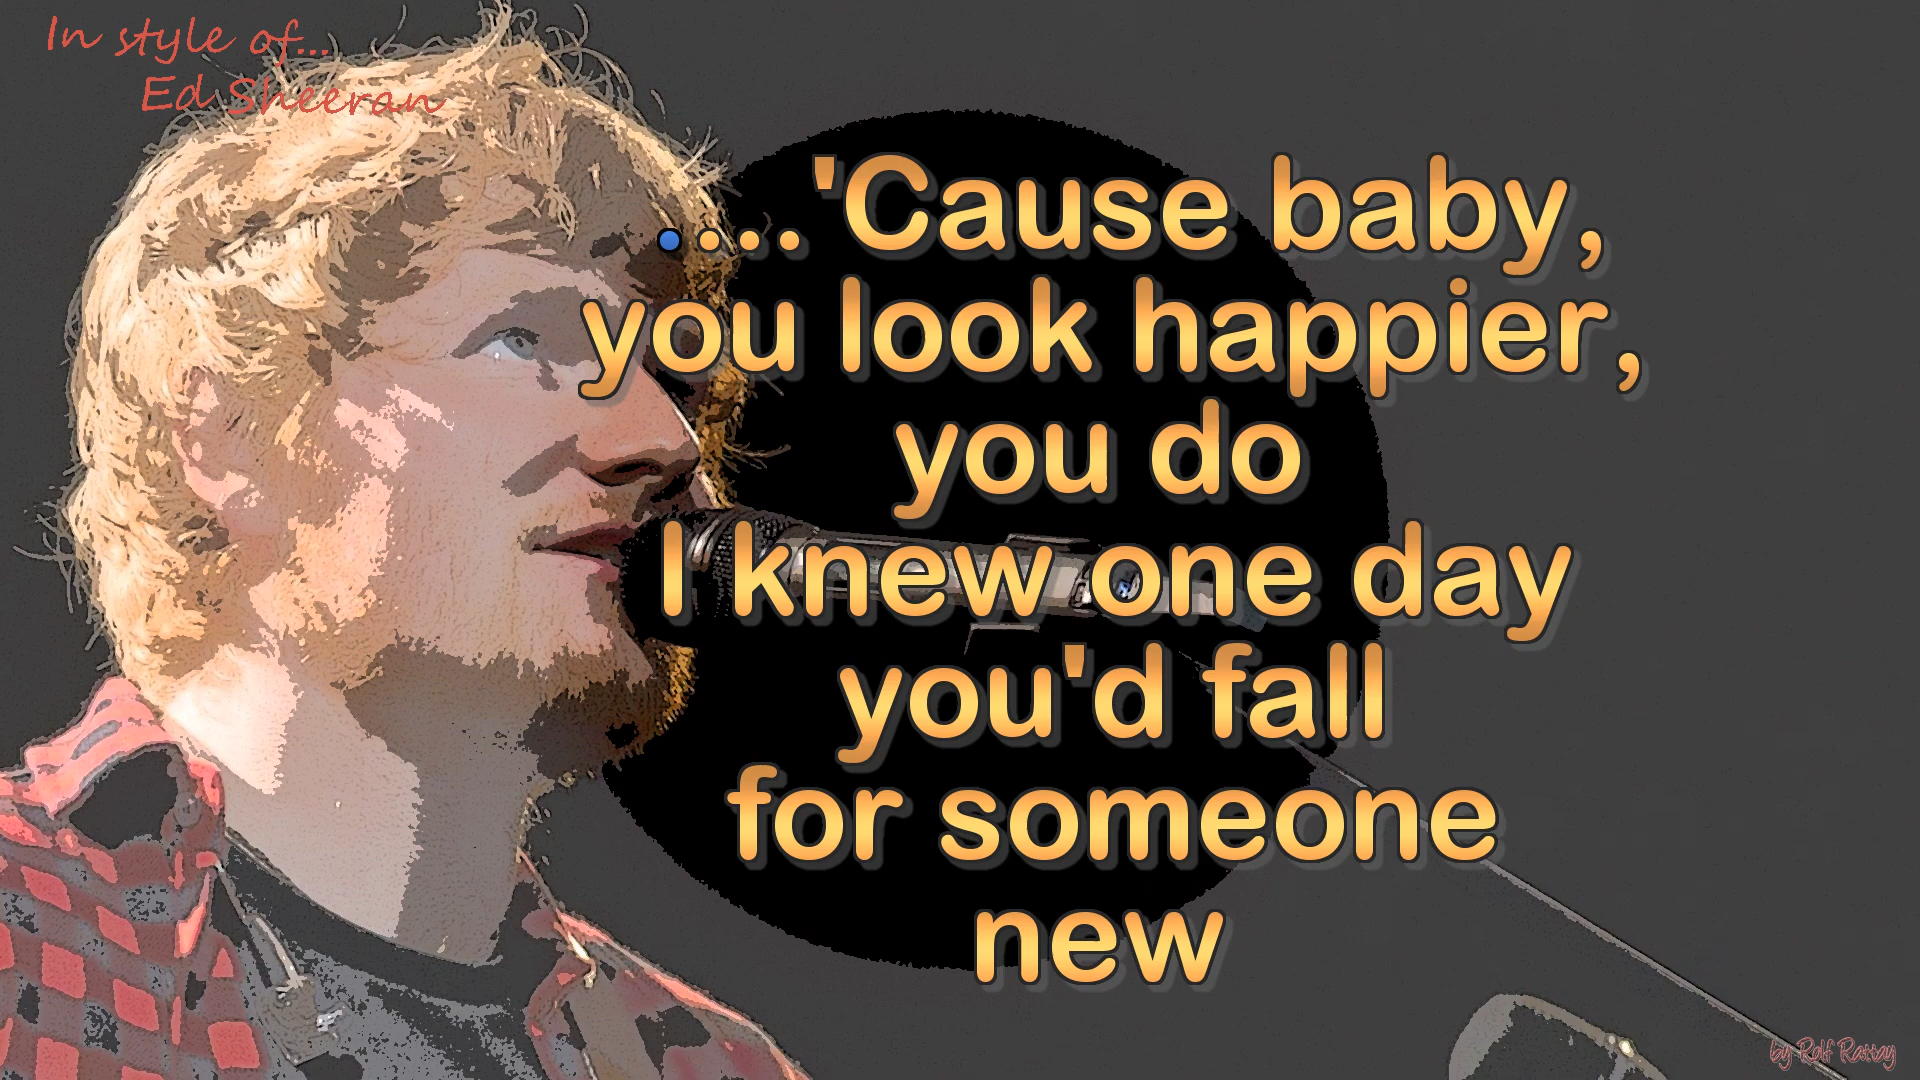 In style of...
Ed Sheeran
.... 'Cause baby,
you look happier,
you do
I knew one day
you'd fall
for someone
new
by Rolf Rattay